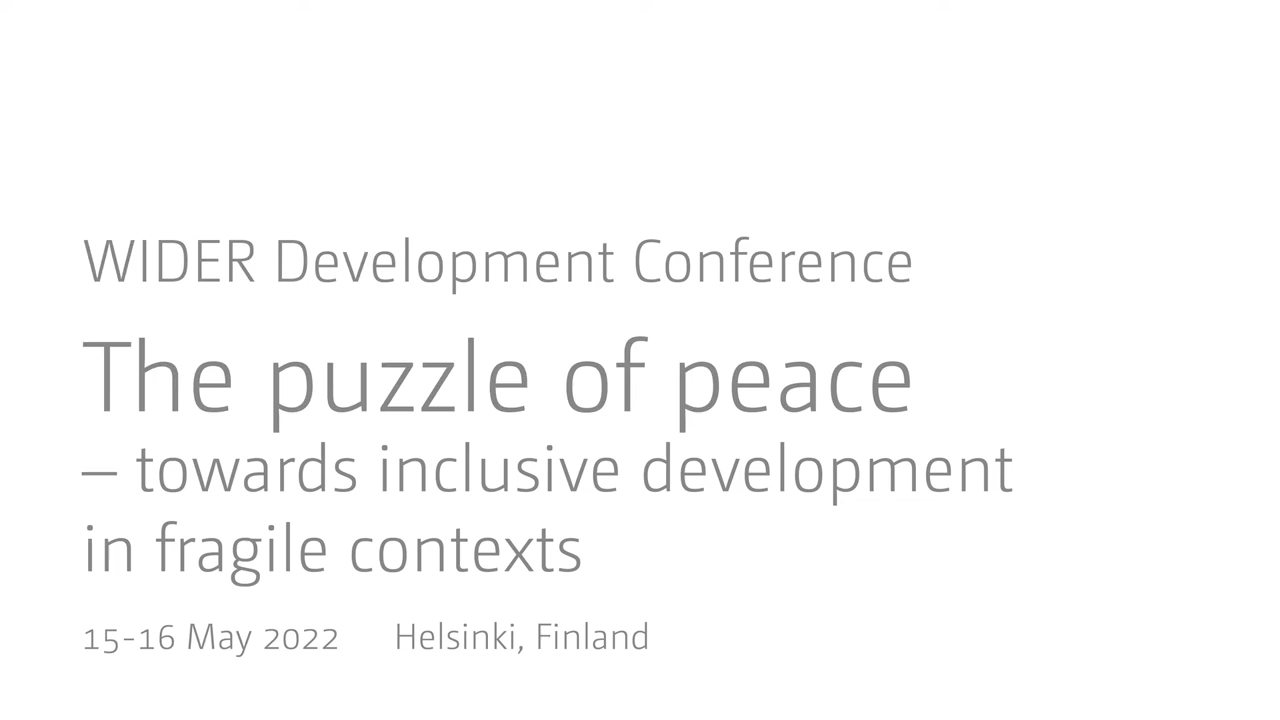 WIDER Development Conference
The puzzle of peace
– towards inclusive development
in fragile contexts
15-16 May 2022 Helsinki, Finland